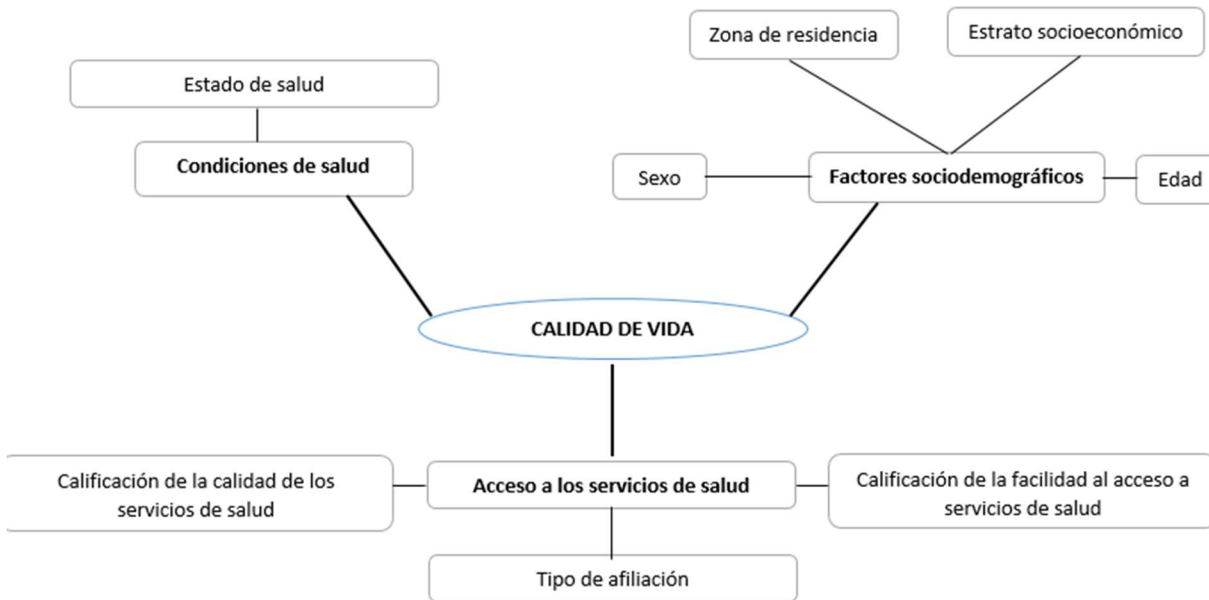 Zona de residencia
Estrato socioeconómico
Estado de salud
Condiciones de salud
Sexo
Factores sociodemográficos
Edad
CALIDAD DE VIDA
Calificación de la calidad de los
servicios de salud
Acceso a los servicios de salud
Calificación de la facilidad al acceso a
servicios de salud
Tipo de afiliación